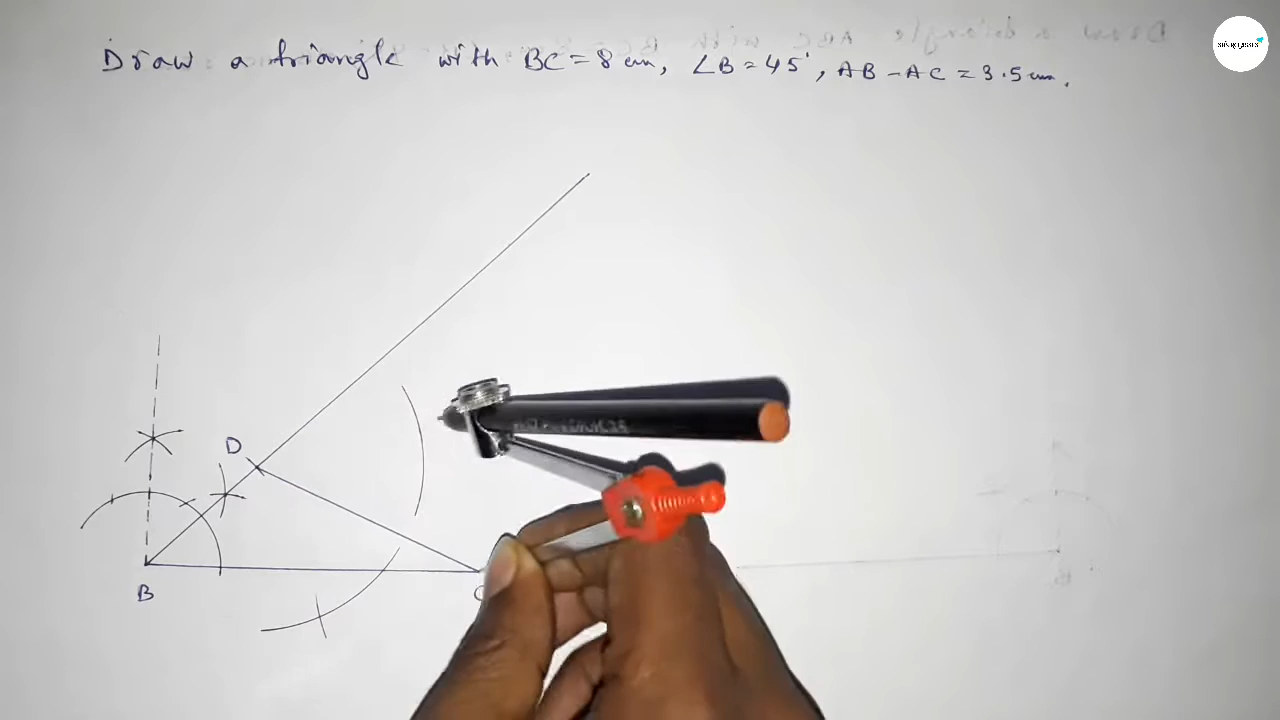 Draw a triangle with BC = 8 cm, ∠B = 45°, AB - AC = 3.5 cm.
D
B
C